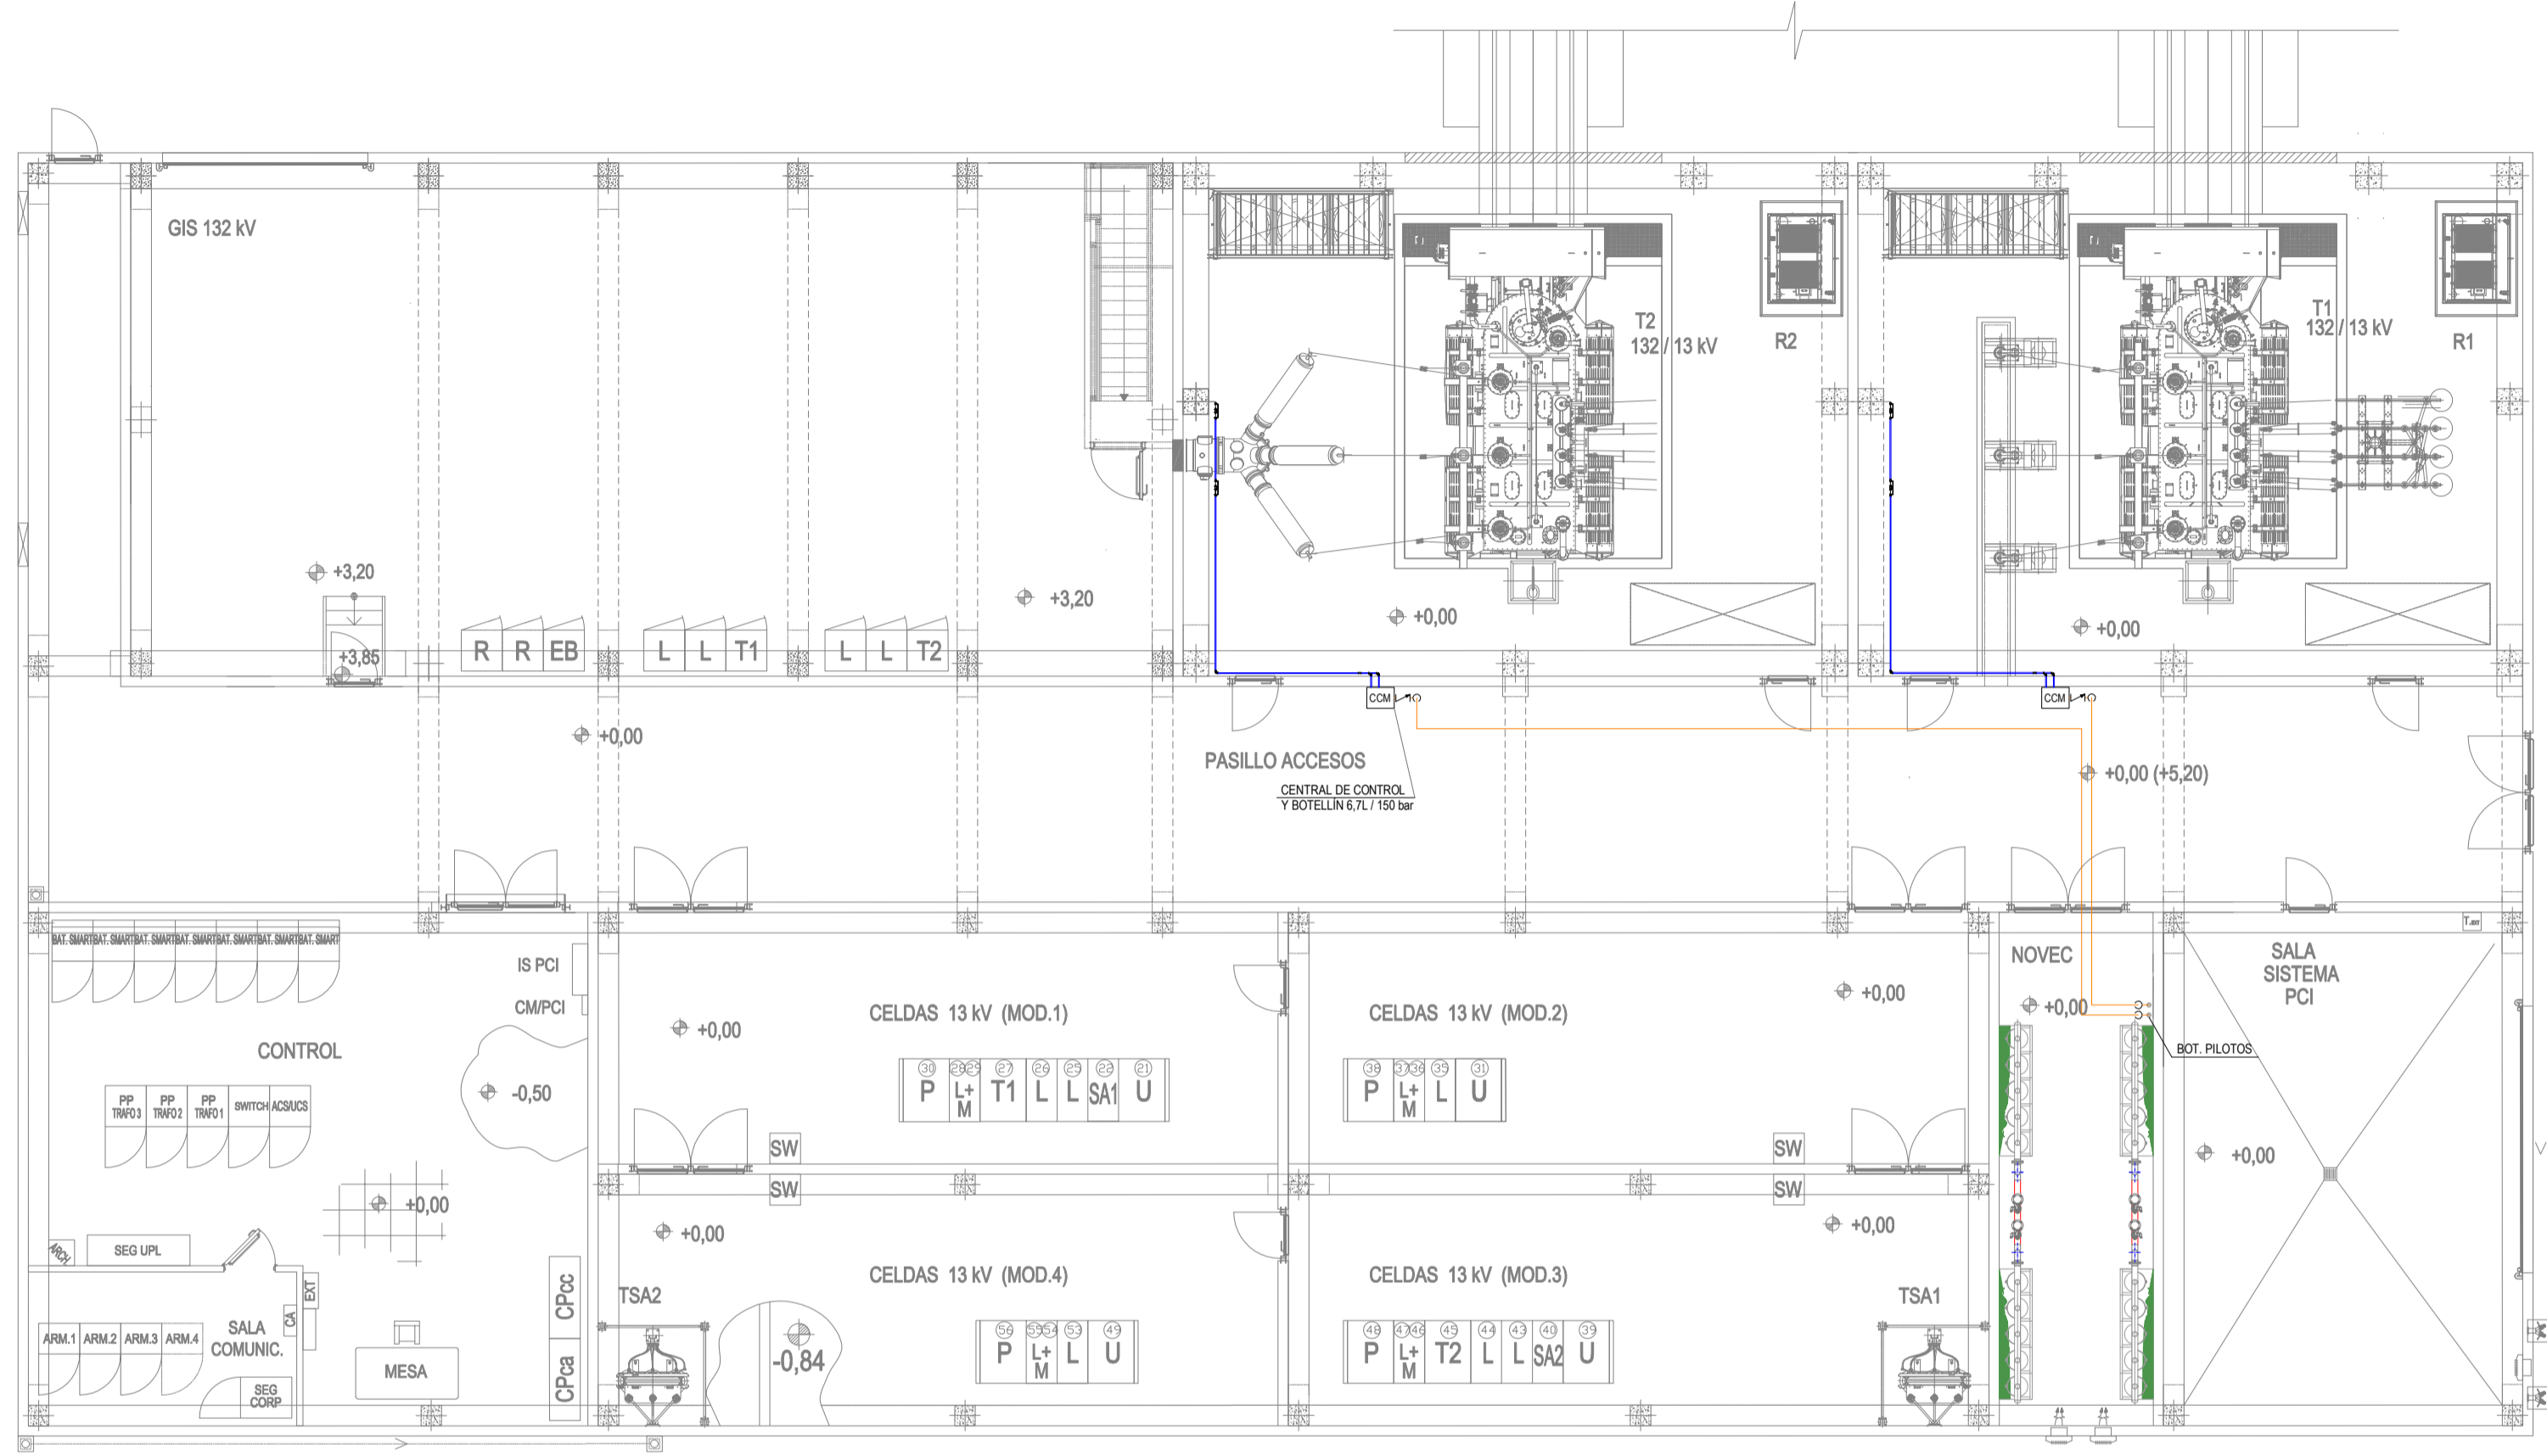 GIS 132 kV
T2
132 / 13 kV
R2
T1
132 / 13 kV
R1
+3,20
+3,85
+3,20
+0,00
+0,00
R
R
EB
L
L
T1
L
L
T2
CCM
CCM
+0,00
PASILLO ACCESOS
CENTRAL DE CONTROL
Y BOTELLÍN 6,7L / 150 bar
+0,00 (+5,20)
BAT. SMART
BAT. SMART
BAT. SMART
BAT. SMART
BAT. SMART
BAT. SMART
BAT. SMART
IS PCI
CM/PCI
CONTROL
-0,50
PP
TRAFO 3
PP
TRAFO 2
PP
TRAFO 1
SWITCH
ACS/UCS
+0,00
ARCH
SEG UPL
EXT
CA
SALA
COMUNIC.
ARM.1
ARM.2
ARM.3
ARM.4
SEG
CORP
MESA
CPcc
CPca
CELDAS 13 kV (MOD.1)
+0,00
30
P
28
29
L+
M
27
T1
26
L
25
L
22
SA1
21
U
SW
SW
CELDAS 13 kV (MOD.2)
+0,00
38
P
37
36
L+
M
35
L
31
U
SW
SW
+0,00
CELDAS 13 kV (MOD.4)
TSA2
-0,84
56
P
55
54
L+
M
53
L
49
U
+0,00
CELDAS 13 kV (MOD.3)
TSA1
48
P
47
46
L+
M
45
T2
44
L
43
L
40
SA2
39
U
NOVEC
+0,00
BOT. PILOTOS
SALA
SISTEMA
PCI
+0,00